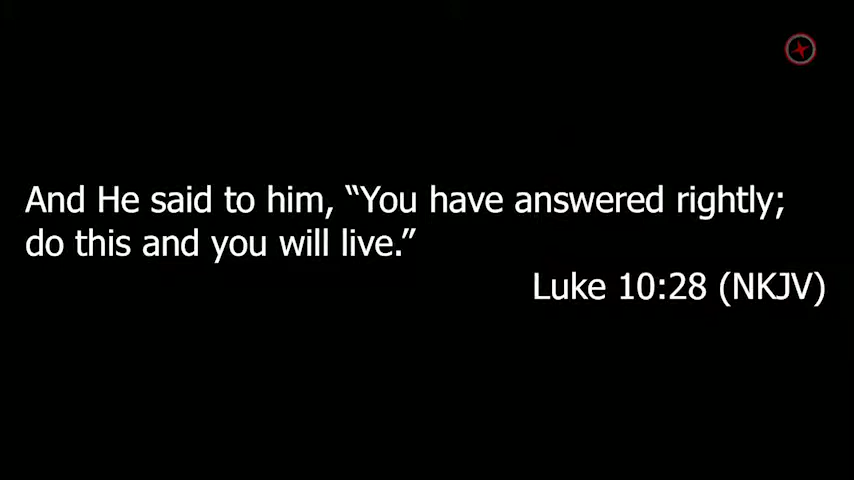 And He said to him, “You have answered rightly;
do this and you will live.”
Luke 10:28 (NKJV)